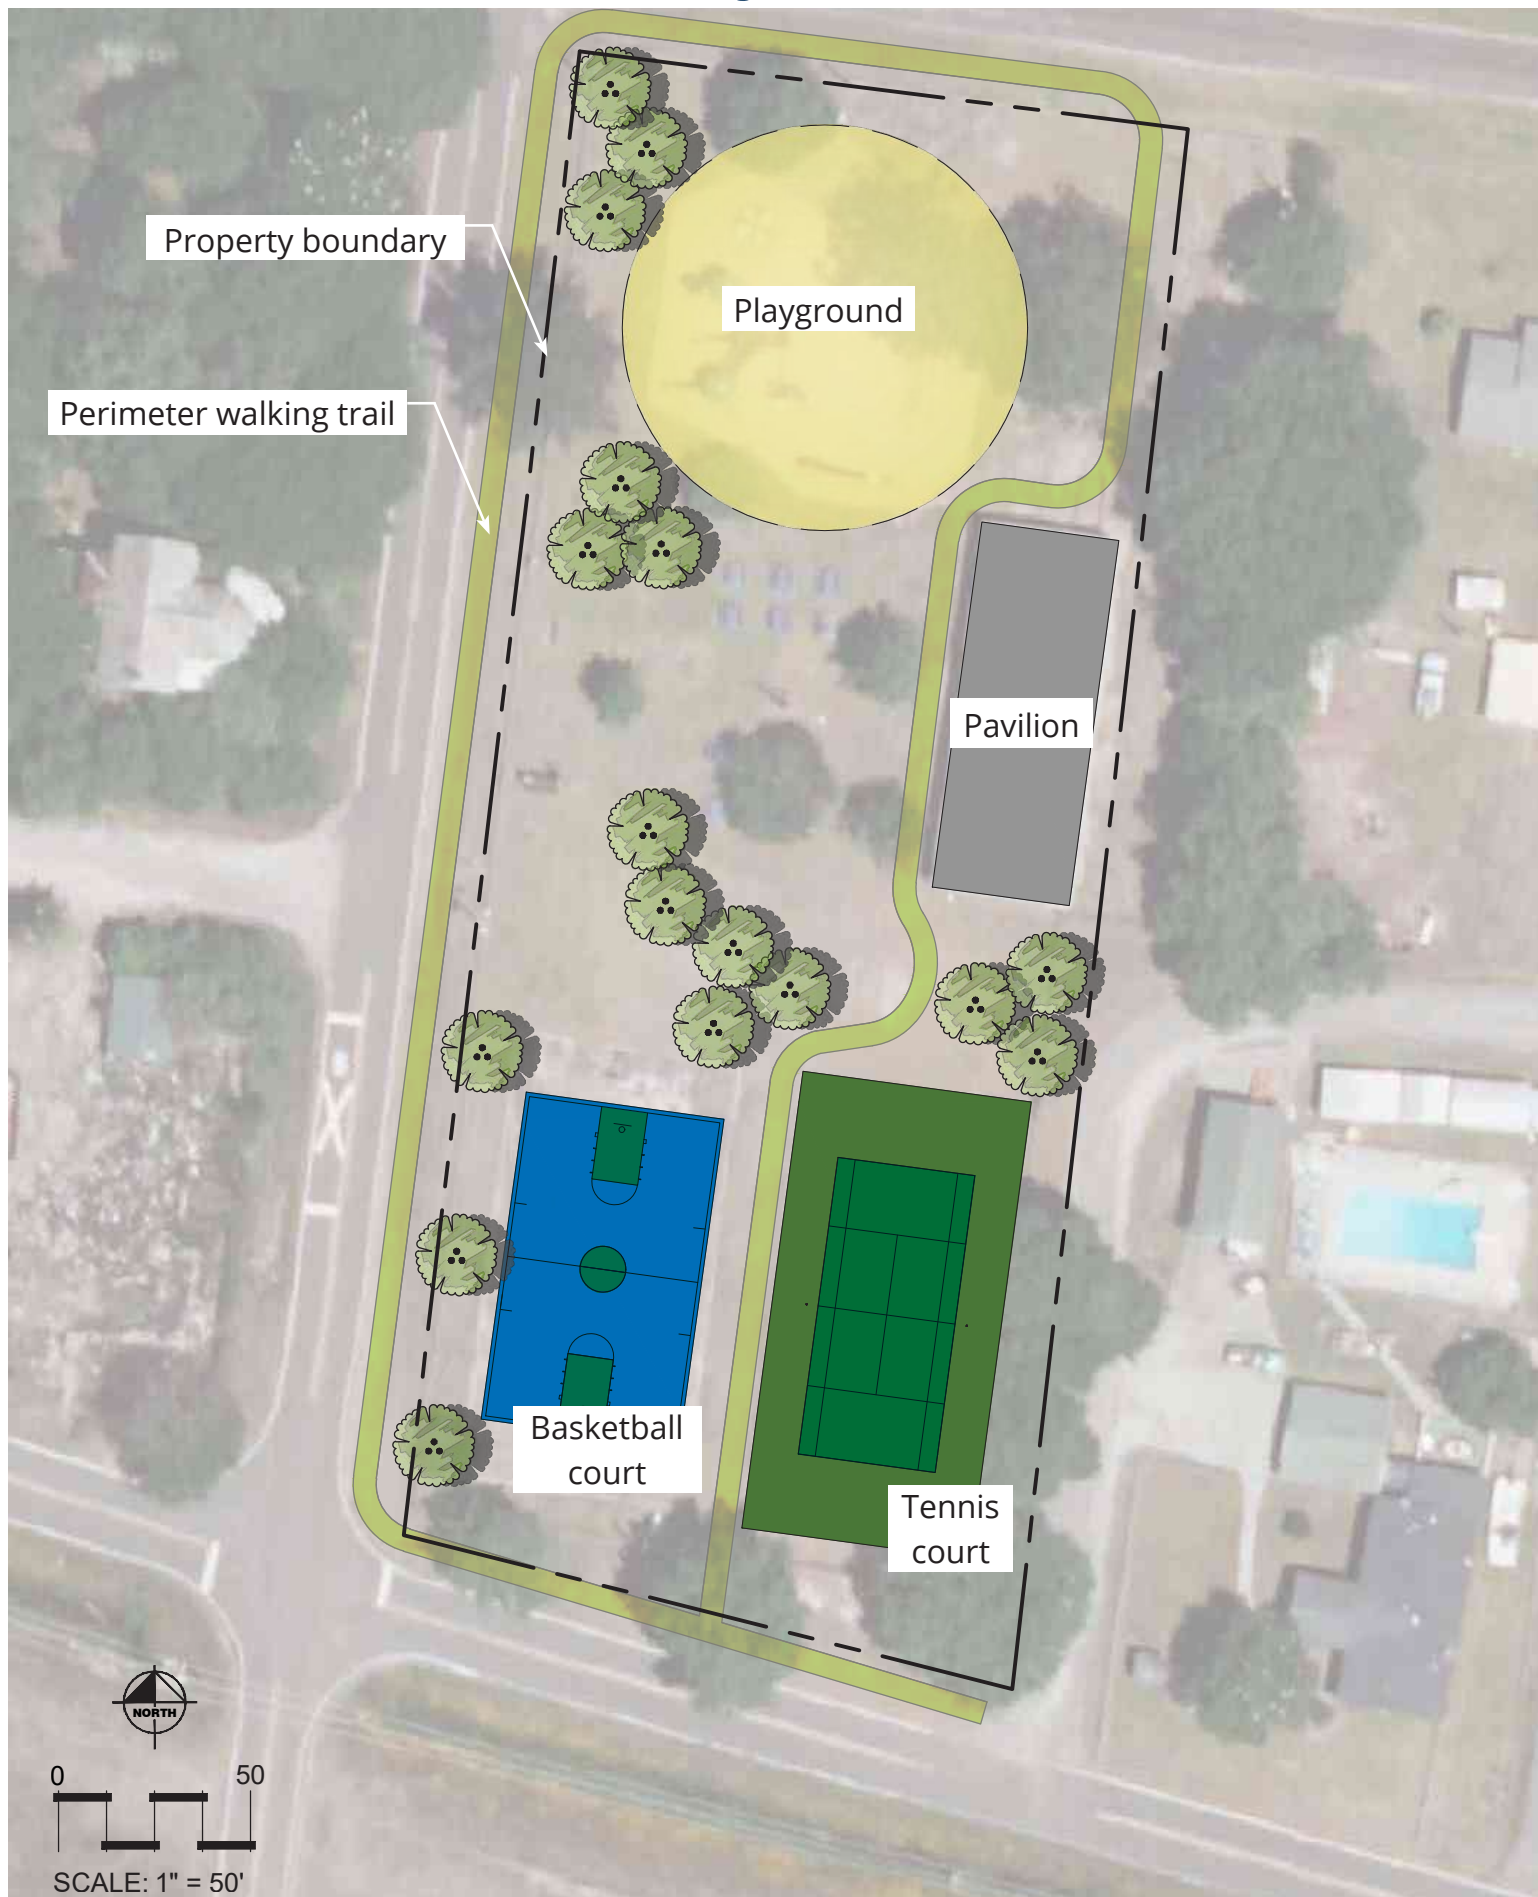 Property boundary
Playground
Perimeter walking trail
Pavilion
Basketball
court
Tennis
court
NORTH
0 50
SCALE: 1" = 50'